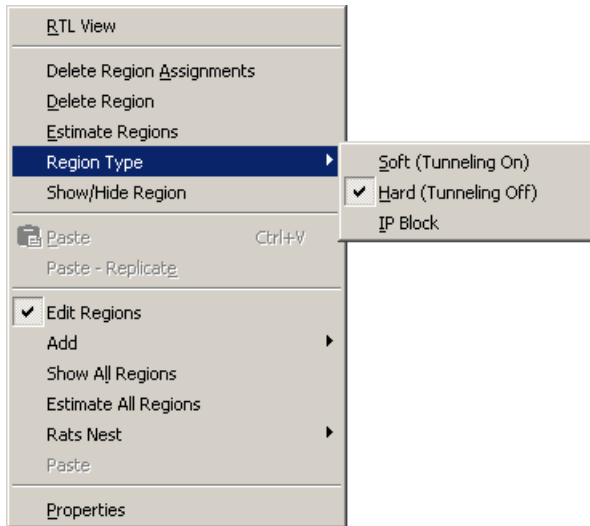 RTL View
Delete Region Assignments
Delete Region
Estimate Regions
Region Type
Soft (Tunneling On)
Show/Hide Region
Hard (Tunneling Off)
IP Block
Paste Ctrl+V
Paste - Replicate
Edit Regions
Add
Show All Regions
Estimate All Regions
Rats Nest
Paste
Properties